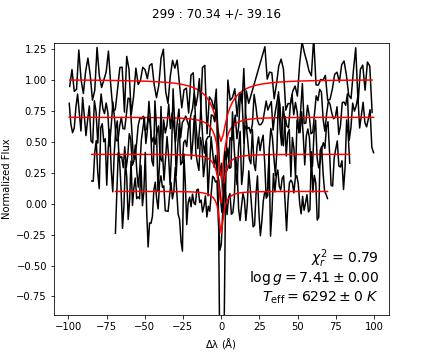 299 : 70.34 +/- 39.16
1.25
1.00
0.75
0.50
0.25
0.00
−0.25
−0.50
−0.75
Normalized Flux
χ²ᵣ = 0.79
log g = 7.41 ± 0.00
T_eff = 6292 ± 0 K
−100 −75 −50 −25 0 25 50 75 100
Δλ (Å)